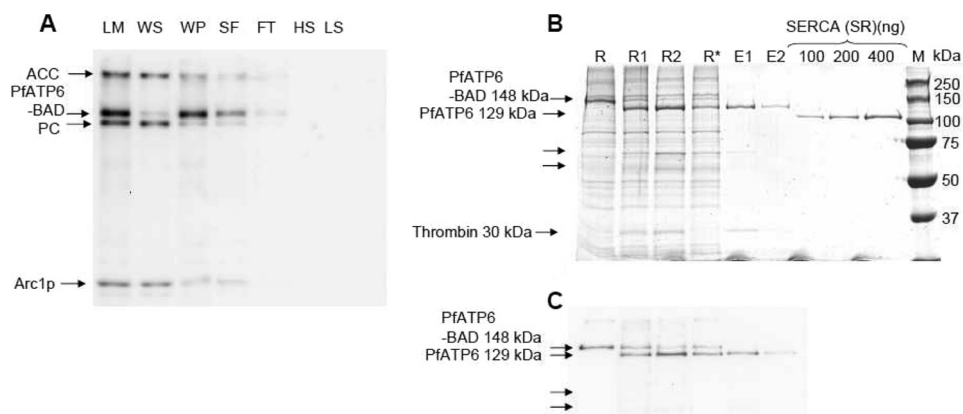 A
LM WS WP SF FT HS LS
ACC
PfATP6
-BAD
PC
Arc1p
B
SERCA (SR)(ng)
R R1 R2 R* E1 E2 100 200 400 M kDa
PfATP6
-BAD 148 kDa
PfATP6 129 kDa
Thrombin 30 kDa
250
150
100
75
50
37
C
PfATP6
-BAD 148 kDa
PfATP6 129 kDa